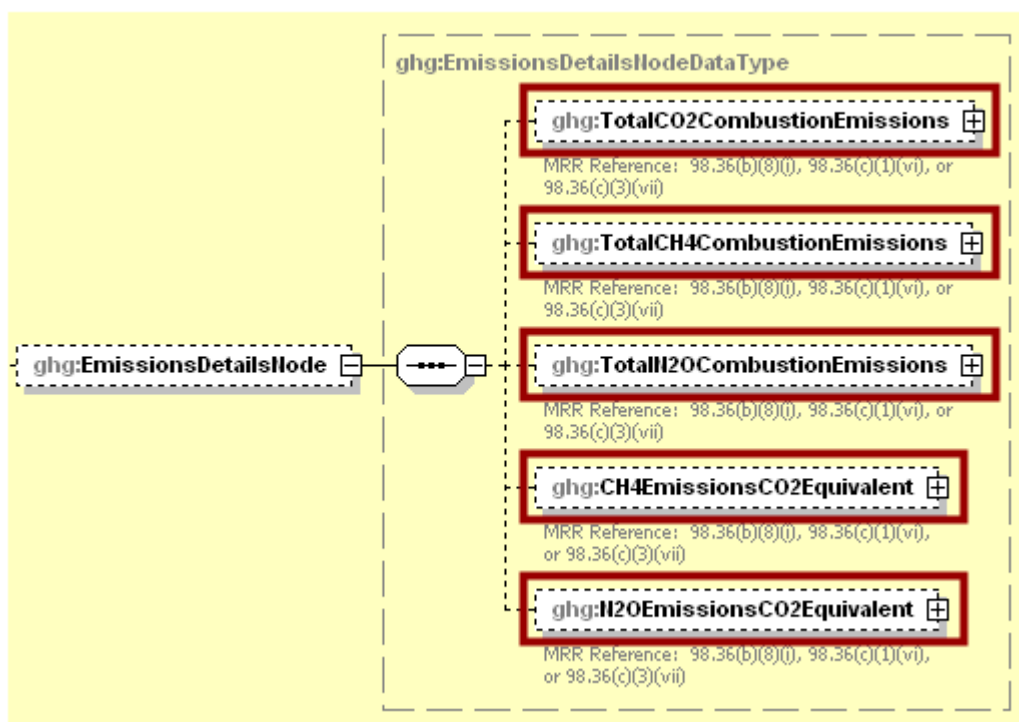 ghg:EmissionsDetailsNodeDataType
ghg:TotalCO2CombustionEmissions
MRR Reference: 98.36(b)(8)(i), 98.36(c)(1)(vi), or
98.36(c)(3)(vii)
ghg:TotalCH4CombustionEmissions
MRR Reference: 98.36(b)(8)(i), 98.36(c)(1)(vi), or
98.36(c)(3)(vii)
ghg:EmissionsDetailsNode
ghg:TotalN2OCombustionEmissions
MRR Reference: 98.36(b)(8)(i), 98.36(c)(1)(vi), or
98.36(c)(3)(vii)
ghg:CH4EmissionsCO2Equivalent
MRR Reference: 98.36(b)(8)(i), 98.36(c)(1)(vi),
or 98.36(c)(3)(vii)
ghg:N2OEmissionsCO2Equivalent
MRR Reference: 98.36(b)(8)(i), 98.36(c)(1)(vi),
or 98.36(c)(3)(vii)